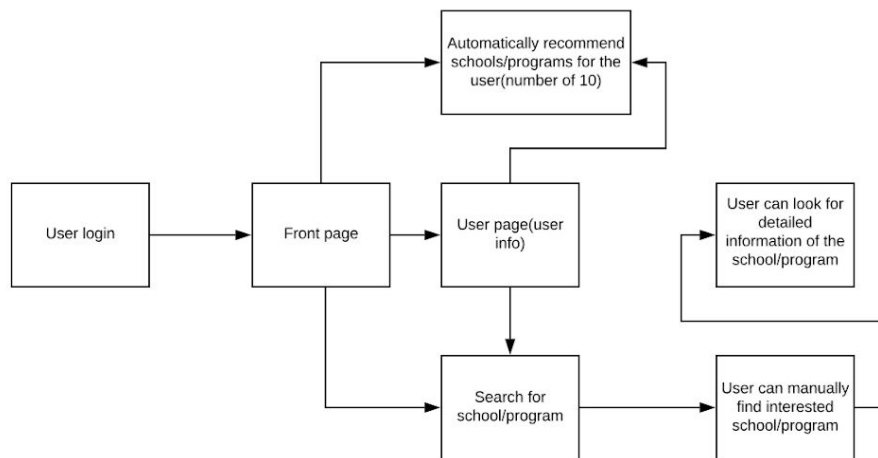 Automatically recommend
schools/programs for the
user(number of 10)
User login
Front page
User page(user
info)
User can look for
detailed
information of the
school/program
Search for
school/program
User can manually
find interested
school/program